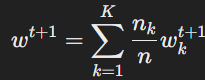 $w^{t+1} = \sum_{k=1}^{K} \frac{n_k}{n} w_k^{t+1}$